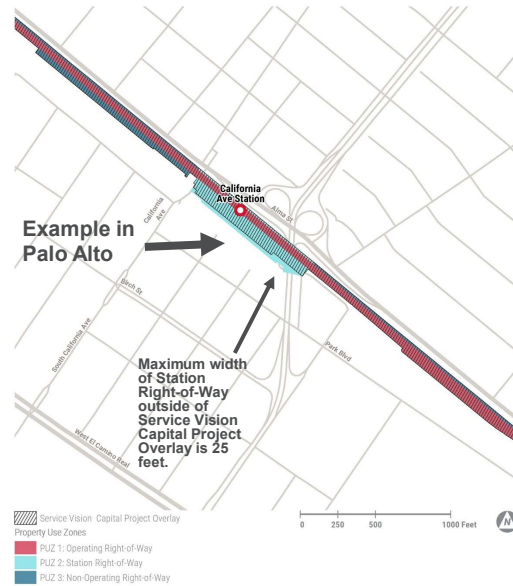 California
Ave Station
Alma St
California
Ave
Example in
Palo Alto
Birch St
South California Ave
Park Blvd
Maximum width
of Station
Right-of-Way
outside of
Service Vision
Capital Project
Overlay is 25
feet.
West El Camino Real
Service Vision Capital Project Overlay
Property Use Zones
PUZ 1: Operating Right-of-Way
PUZ 2: Station Right-of-Way
PUZ 3: Non-Operating Right-of-Way
0 250 500 1000 Feet
N